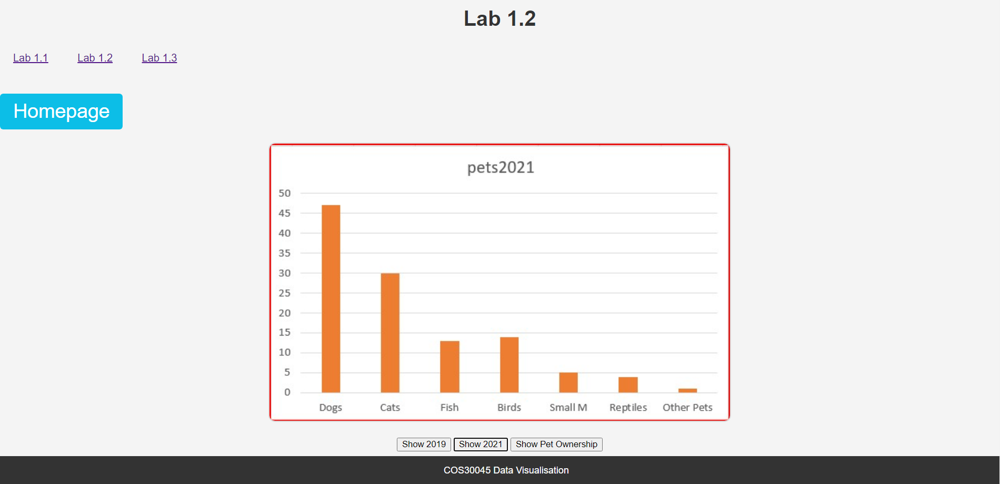 Lab 1.2
Lab 1.1 Lab 1.2 Lab 1.3
Homepage
pets2021
50
45
40
35
30
25
20
15
10
5
0
Dogs Cats Fish Birds Small M Reptiles Other Pets
Show 2019 Show 2021 Show Pet Ownership
COS30045 Data Visualisation